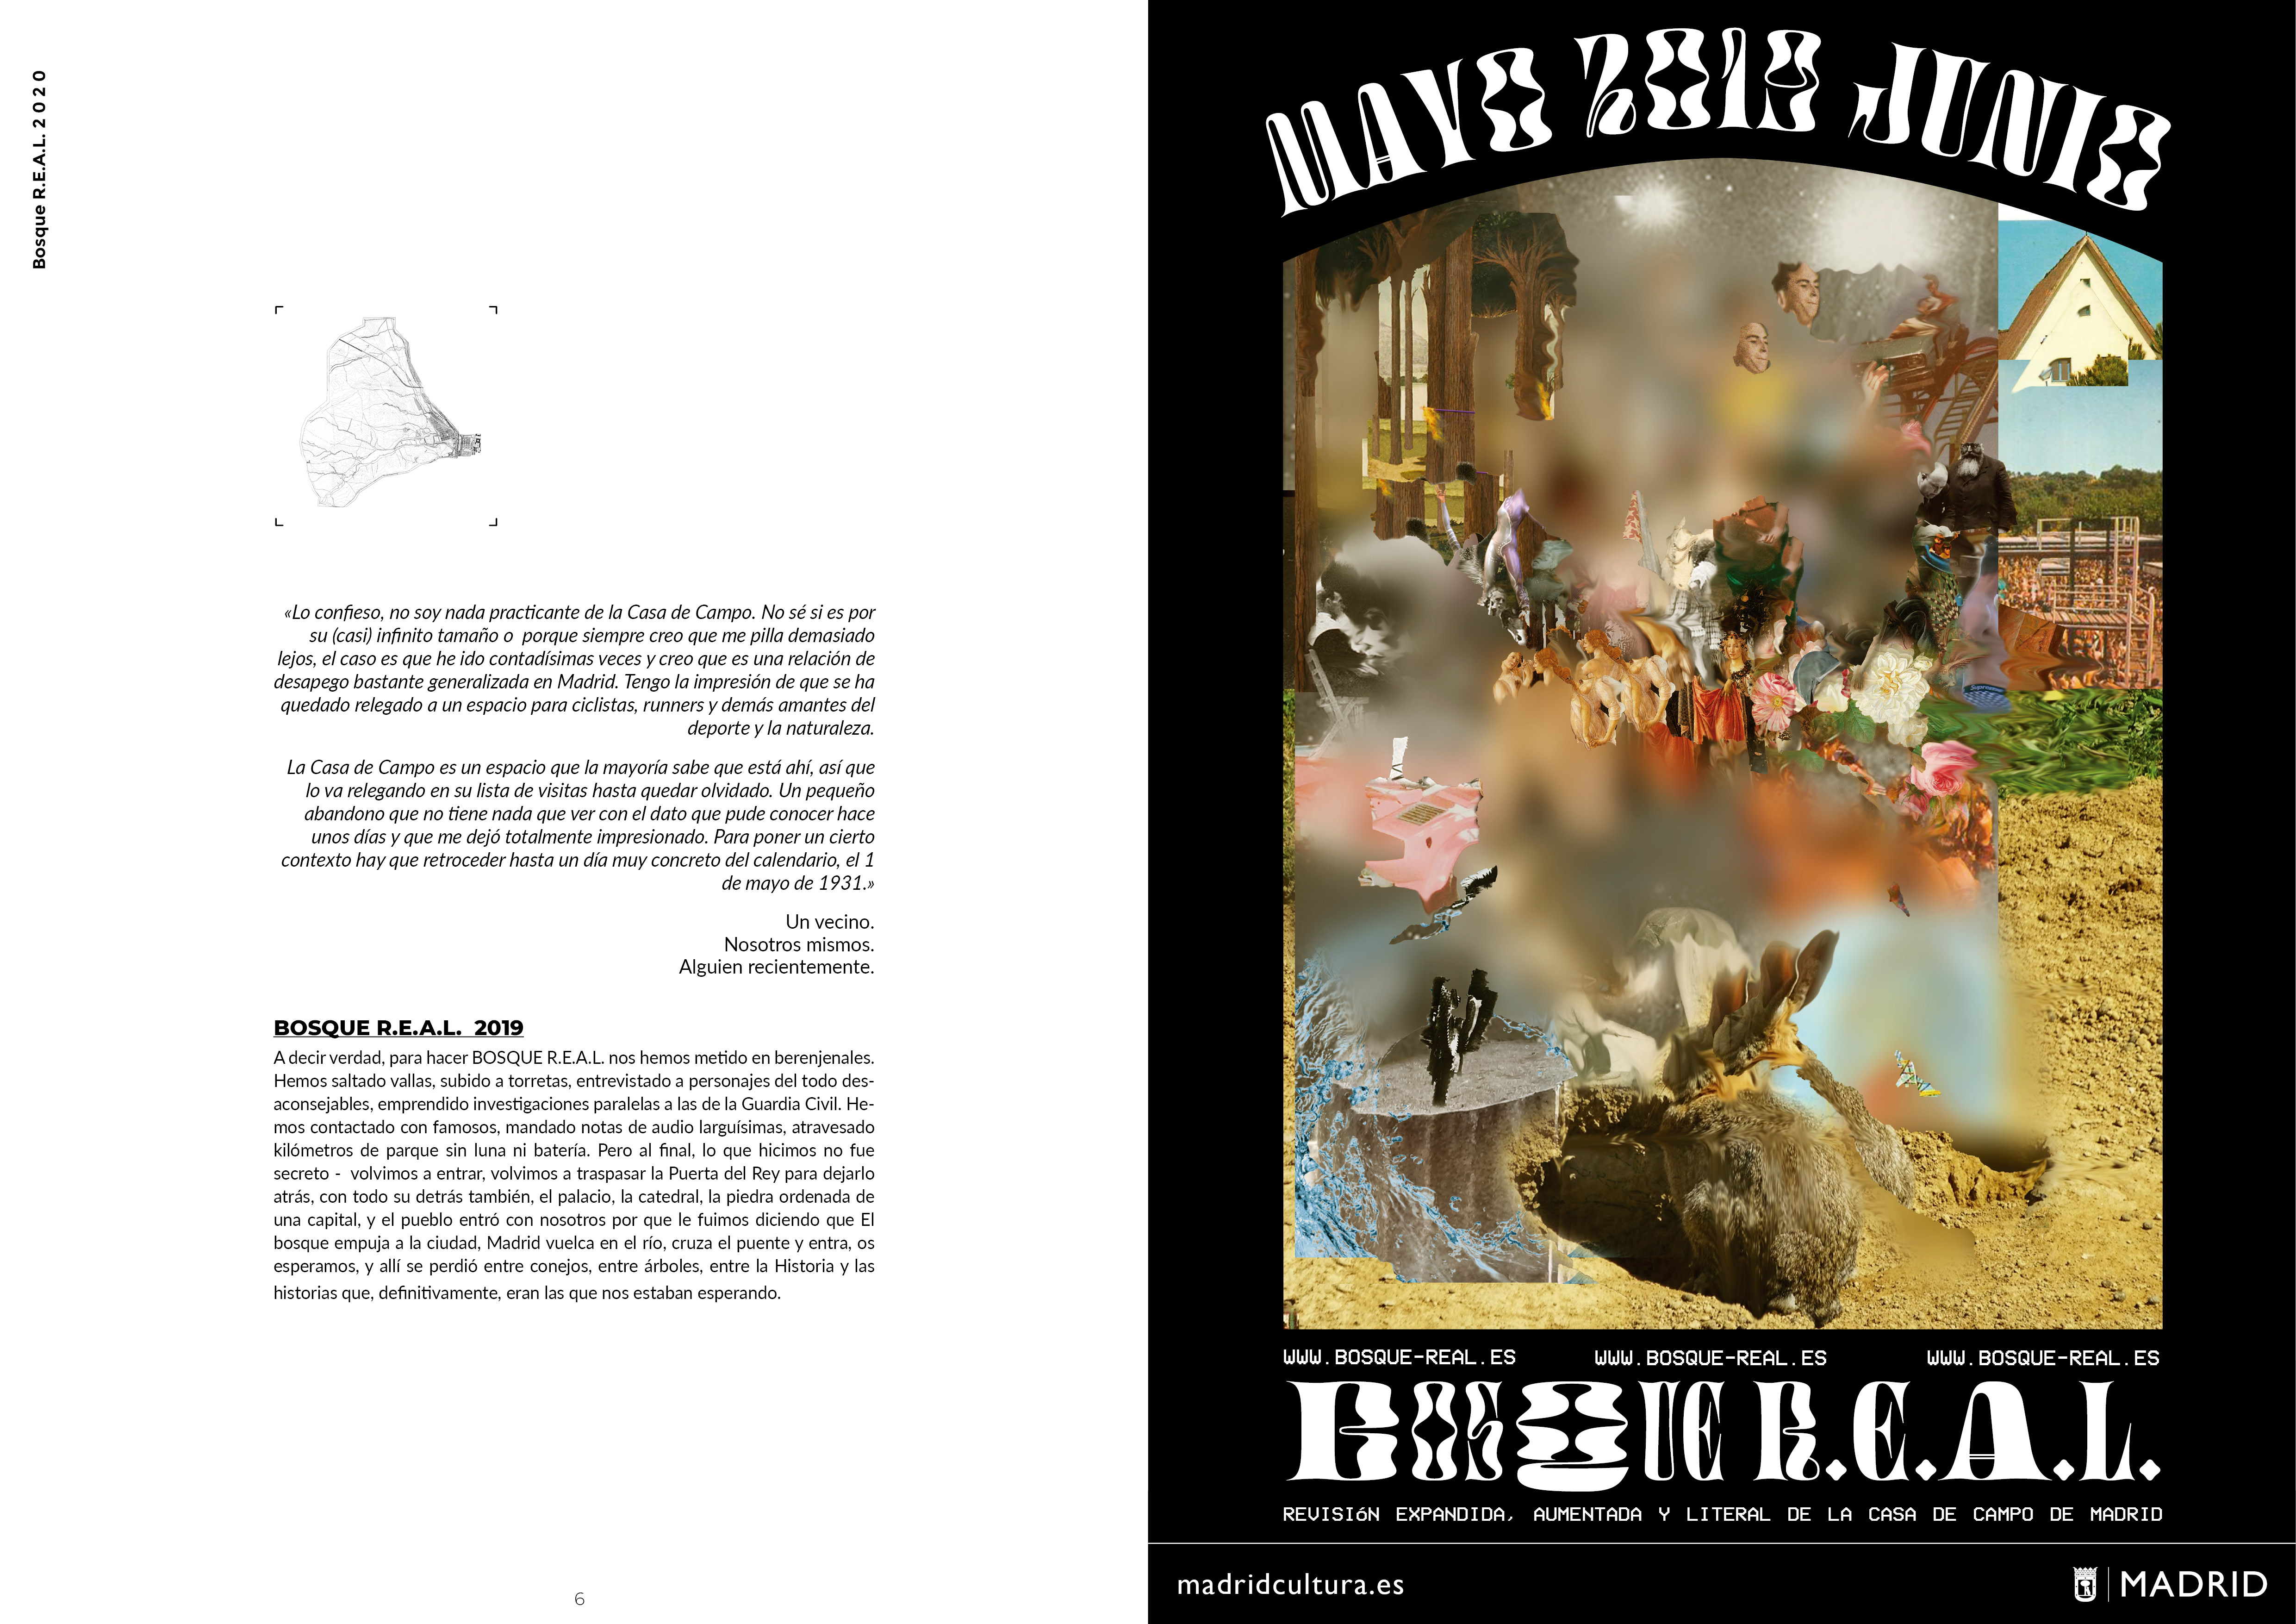 Bosque R.E.A.L. 2020
«Lo confieso, no soy nada practicante de la Casa de Campo. No sé si es por
su (casi) infinito tamaño o  porque siempre creo que me pilla demasiado
lejos, el caso es que he ido contadísimas veces y creo que es una relación de
desapego bastante generalizada en Madrid. Tengo la impresión de que se ha
quedado relegado a un espacio para ciclistas, runners y demás amantes del
deporte y la naturaleza.
La Casa de Campo es un espacio que la mayoría sabe que está ahí, así que
lo va relegando en su lista de visitas hasta quedar olvidado. Un pequeño
abandono que no tiene nada que ver con el dato que pude conocer hace
unos días y que me dejó totalmente impresionado. Para poner un cierto
contexto hay que retroceder hasta un día muy concreto del calendario, el 1
de mayo de 1931.»
Un vecino.
Nosotros mismos.
Alguien recientemente.
BOSQUE R.E.A.L.  2019
A decir verdad, para hacer BOSQUE R.E.A.L. nos hemos metido en berenjenales.
Hemos saltado vallas, subido a torretas, entrevistado a personajes del todo des-
aconsejables, emprendido investigaciones paralelas a las de la Guardia Civil. He-
mos contactado con famosos, mandado notas de audio larguísimas, atravesado
kilómetros de parque sin luna ni batería. Pero al final, lo que hicimos no fue
secreto -  volvimos a entrar, volvimos a traspasar la Puerta del Rey para dejarlo
atrás, con todo su detrás también, el palacio, la catedral, la piedra ordenada de
una capital, y el pueblo entró con nosotros por que le fuimos diciendo que El
bosque empuja a la ciudad, Madrid vuelca en el río, cruza el puente y entra, os
esperamos, y allí se perdió entre conejos, entre árboles, entre la Historia y las
historias que, definitivamente, eran las que nos estaban esperando.
6
MAYO 2019 JUNIO
WWW.BOSQUE-REAL.ES WWW.BOSQUE-REAL.ES WWW.BOSQUE-REAL.ES
BOSQUE R.E.A.L.
REVISIóN EXPANDIDA, AUMENTADA Y LITERAL DE LA CASA DE CAMPO DE MADRID
madridcultura.es
MADRID